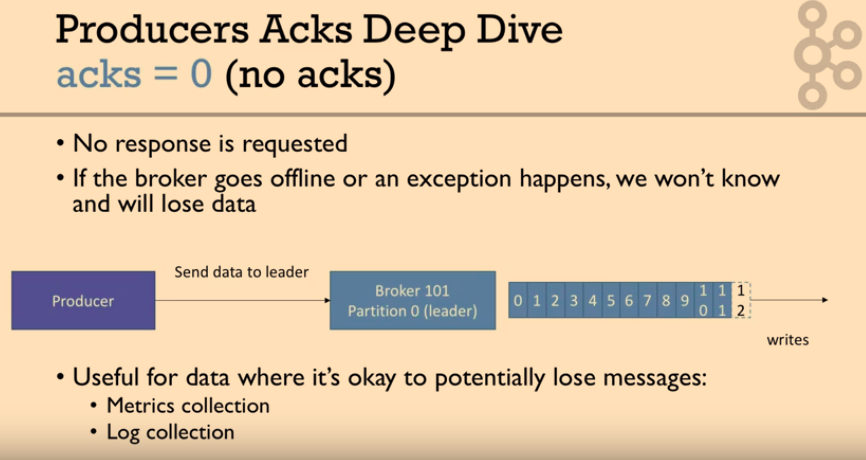 Producers Acks Deep Dive
acks = 0 (no acks)
• No response is requested
• If the broker goes offline or an exception happens, we won't know
and will lose data
Send data to leader
Producer
Broker 101
Partition 0 (leader)
0 1 2 3 4 5 6 7 8 9 10 11 12
writes
• Useful for data where it's okay to potentially lose messages:
• Metrics collection
• Log collection